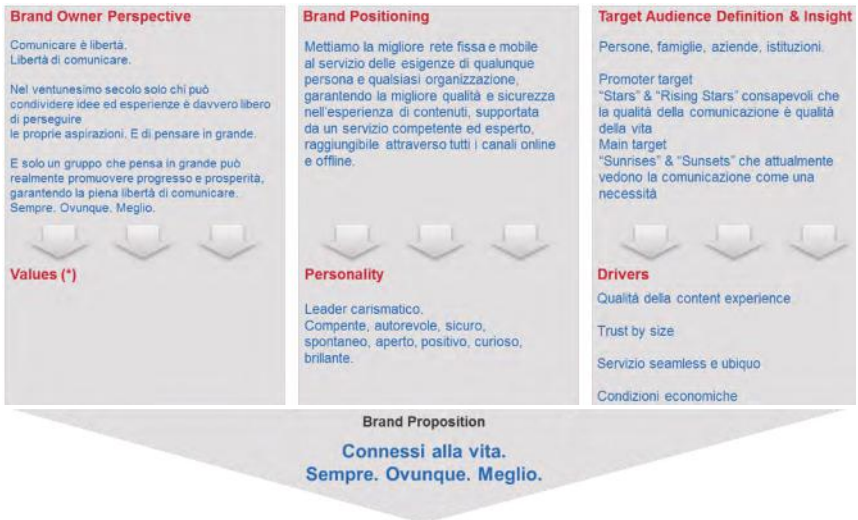 Brand Owner Perspective
Comunicare è libertà.
Libertà di comunicare.
Nel ventunesimo secolo solo chi può
condividere idee ed esperienze è davvero libero
di perseguire
le proprie aspirazioni. E di pensare in grande.
E solo un gruppo che pensa in grande può
realmente promuovere progresso e prosperità,
garantendo la piena libertà di comunicare.
Sempre. Ovunque. Meglio.
Values (*)
Brand Positioning
Mettiamo la migliore rete fissa e mobile
al servizio delle esigenze di qualunque
persona e qualsiasi organizzazione,
garantendo la migliore qualità e sicurezza
nell'esperienza di contenuti, supportata
da un servizio competente ed esperto,
raggiungibile attraverso tutti i canali online
e offline.
Personality
Leader carismatico.
Compente, autorevole, sicuro,
spontaneo, aperto, positivo, curioso,
brillante.
Target Audience Definition & Insight
Persone, famiglie, aziende, istituzioni.
Promoter target
“Stars” & “Rising Stars” consapevoli che
la qualità della comunicazione è qualità
della vita
Main target
“Sunrises” & “Sunsets” che attualmente
vedono la comunicazione come una
necessità
Drivers
Qualità della content experience
Trust by size
Servizio seamless e ubiquo
Condizioni economiche
Brand Proposition
Connessi alla vita.
Sempre. Ovunque. Meglio.